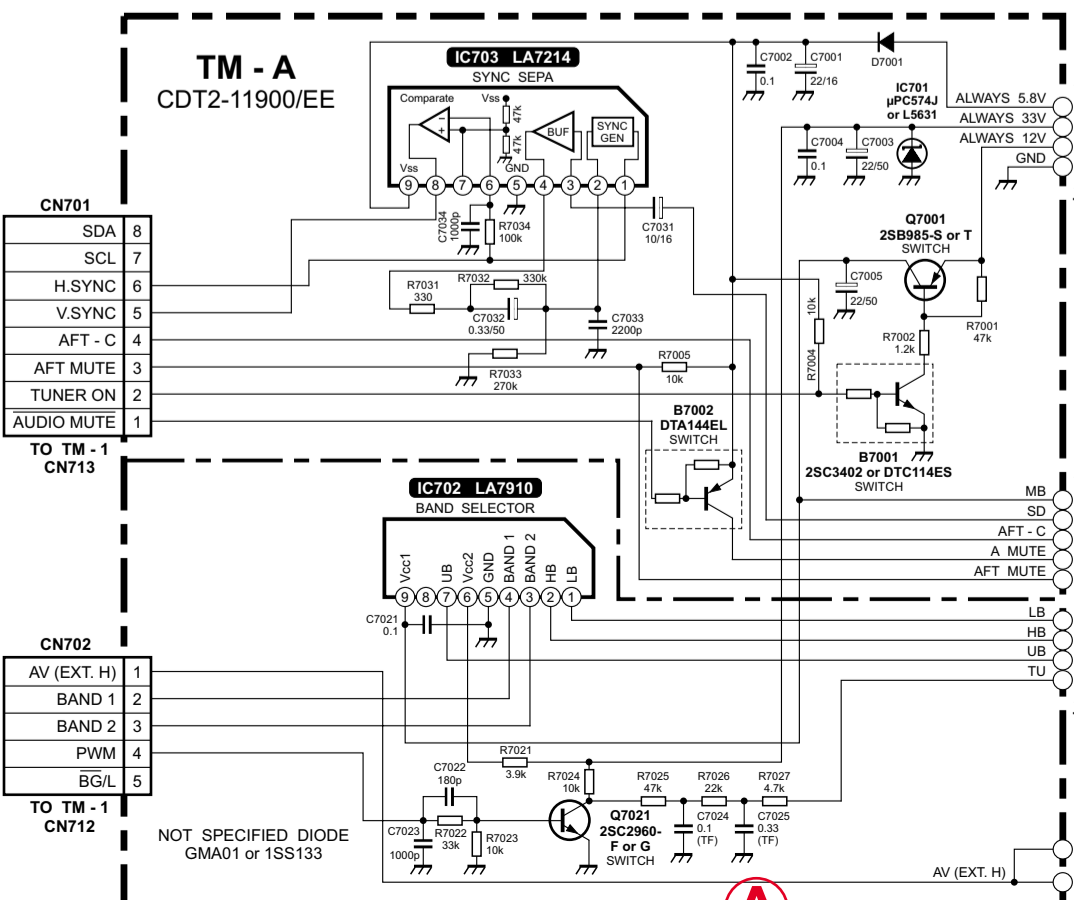 TM - A
CDT2-11900/EE
IC703 LA7214
SYNC SEPA
Comparate
Vss
47k
47k
BUF
SYNC
GEN
Vss
GND
9 8 7 6 5 4 3 2 1
C7002
0.1
C7001
22/16
D7001
IC701
µPC574J
or L5631
ALWAYS 5.8V
ALWAYS 33V
ALWAYS 12V
GND
C7004
0.1
C7003
22/50
CN701
SDA 8
SCL 7
H.SYNC 6
V.SYNC 5
AFT - C 4
AFT MUTE 3
TUNER ON 2
AUDIO MUTE 1
TO TM - 1
CN713
C7034
1000p
R7034
100k
C7031
10/16
R7031
330
R7032
330k
C7032
0.33/50
C7033
2200p
R7033
270k
R7005
10k
Q7001
2SB985-S or T
SWITCH
C7005
22/50
10k
R7004
R7002
1.2k
R7001
47k
B7002
DTA144EL
SWITCH
B7001
2SC3402 or DTC114ES
SWITCH
MB
SD
AFT - C
A MUTE
AFT MUTE
IC702 LA7910
BAND SELECTOR
Vcc1
UB
Vcc2
GND
BAND 1
BAND 2
HB
LB
9 8 7 6 5 4 3 2 1
C7021
0.1
LB
HB
UB
TU
CN702
AV (EXT. H) 1
BAND 1 2
BAND 2 3
PWM 4
BG/L 5
TO TM - 1
CN712
R7021
3.9k
C7022
180p
R7024
10k
R7025
47k
R7026
22k
R7027
4.7k
C7023
1000p
R7022
33k
R7023
10k
Q7021
2SC2960-
F or G
SWITCH
C7024
0.1
(TF)
C7025
0.33
(TF)
NOT SPECIFIED DIODE
GMA01 or 1SS133
AV (EXT. H)
A